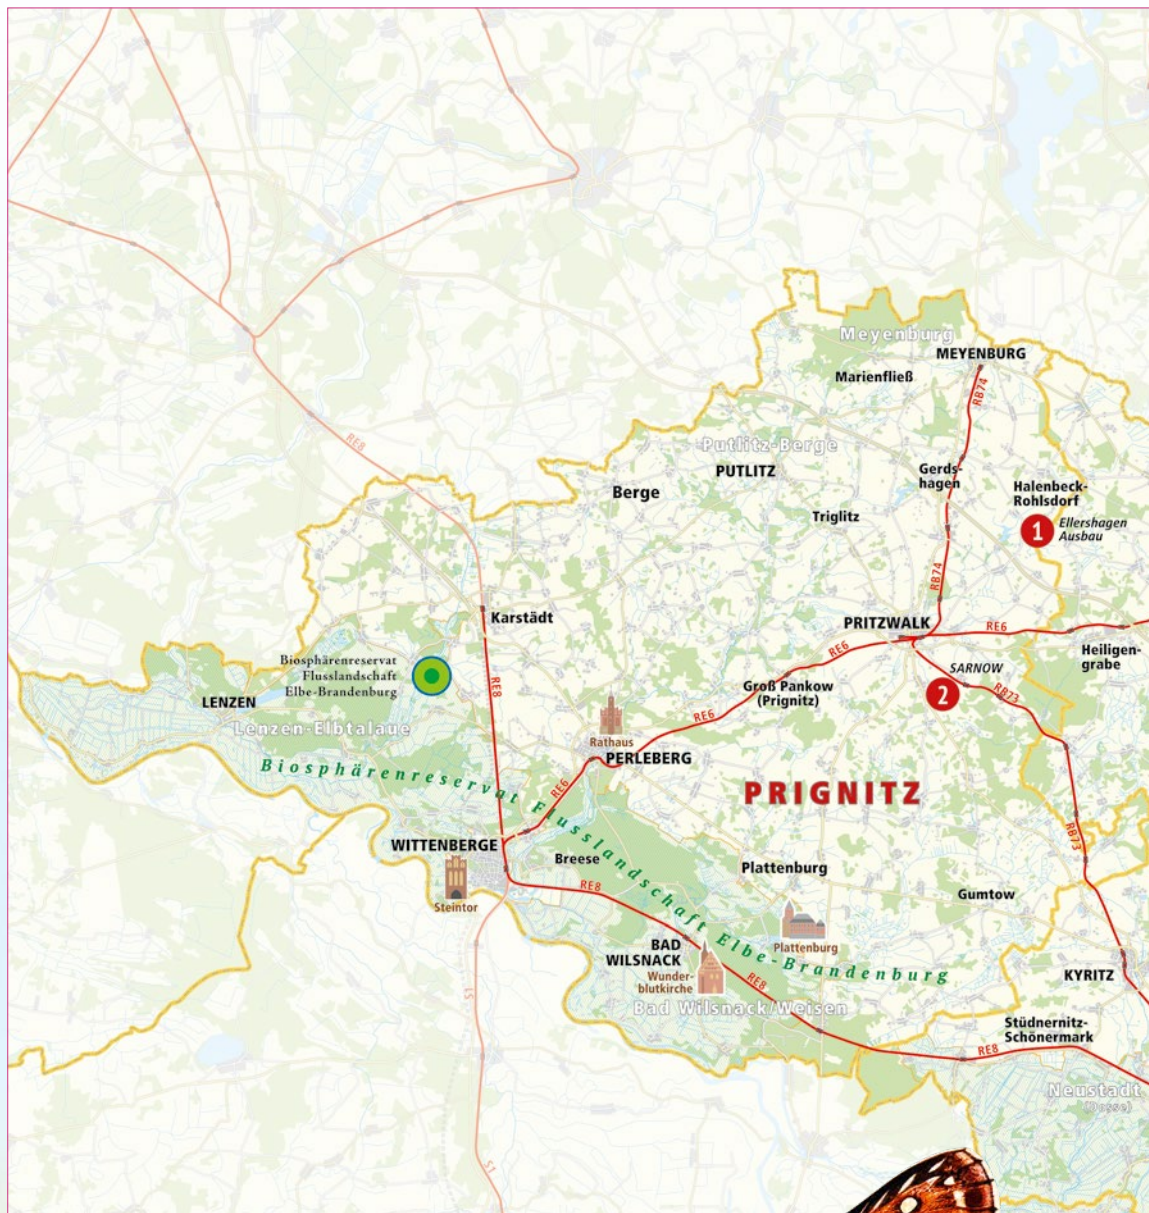 Meyenburg
MEYENBURG
Marienfließ
RB74
RE8
Putlitz-Berge
PUTLITZ
Gerds-
hagen
Berge
Halenbeck-
Rohlsdorf
Triglitz
1
Ellershagen
Ausbau
RB74
Karstädt
PRITZWALK
RE6
RE6
Heiligen-
grabe
Biosphärenreservat
Flusslandschaft
Elbe-Brandenburg
SARNOW
RE8
Groß Pankow
(Prignitz)
2
RB73
LENZEN
Lenzen-Elbtalaue
RE6
Rathaus
PERLEBERG
Biosphärenreservat Flusslandschaft Elbe-Brandenburg
RE6
PRIGNITZ
RB73
WITTENBERGE
Breese
Plattenburg
RE8
Gumtow
Steintor
Plattenburg
BAD
WILSNACK
Wunder-
blutkirche
RE8
KYRITZ
S1
Bad Wilsnack/Weisen
Stüdnernitz-
Schönermark
RE8
Neustadt
(Dosse)
S1